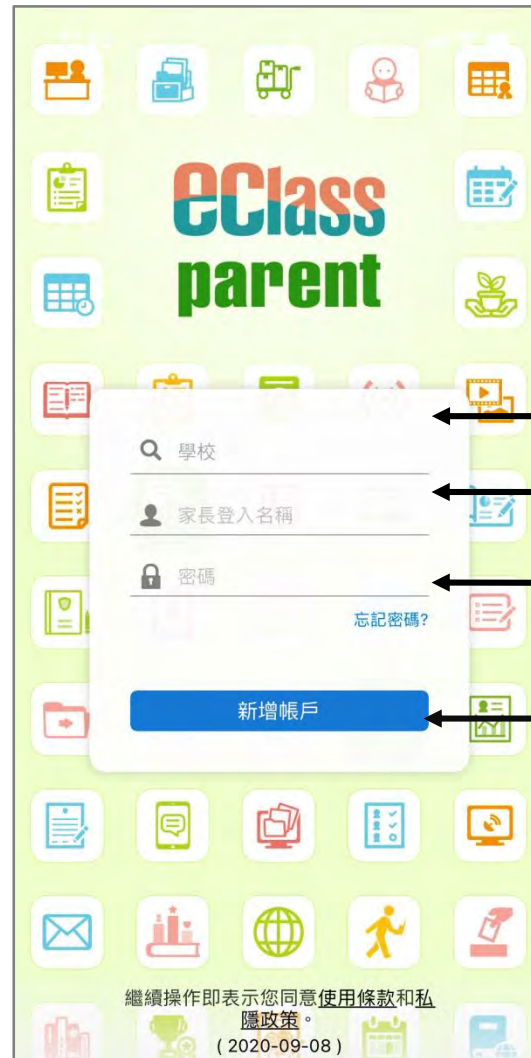 eClass
parent
學校
家長登入名稱
密碼
忘記密碼?
新增帳戶
繼續操作即表示您同意使用條款和私
隱政策。
( 2020-09-08 )